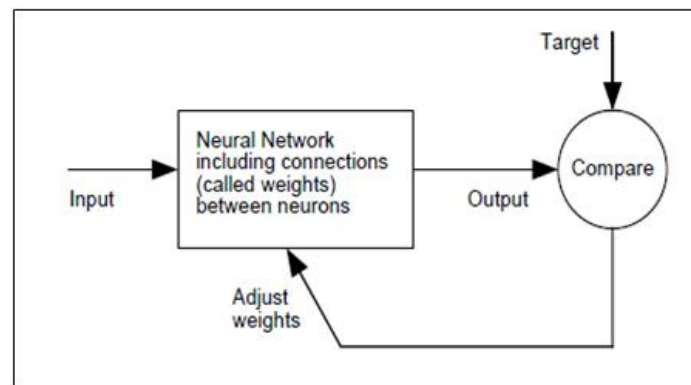 Target
Neural Network
including connections
(called weights)
between neurons
Compare
Input
Output
Adjust
weights